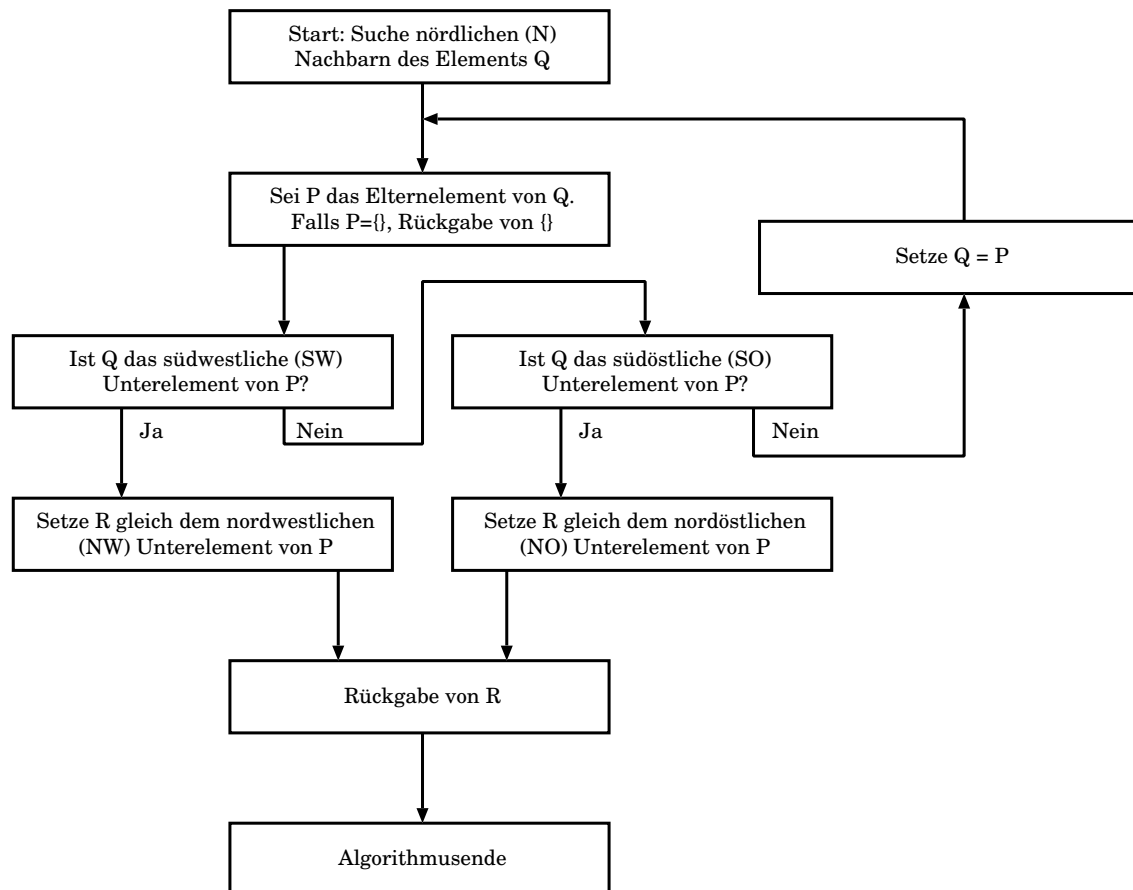 Start: Suche nördlichen (N)
Nachbarn des Elements Q
Sei P das Elternelement von Q.
Falls P={}, Rückgabe von {}
Setze Q = P
Ist Q das südwestliche (SW)
Unterelement von P?
Ist Q das südöstliche (SO)
Unterelement von P?
Ja
Nein
Ja
Nein
Setze R gleich dem nordwestlichen
(NW) Unterelement von P
Setze R gleich dem nordöstlichen
(NO) Unterelement von P
Rückgabe von R
Algorithmusende